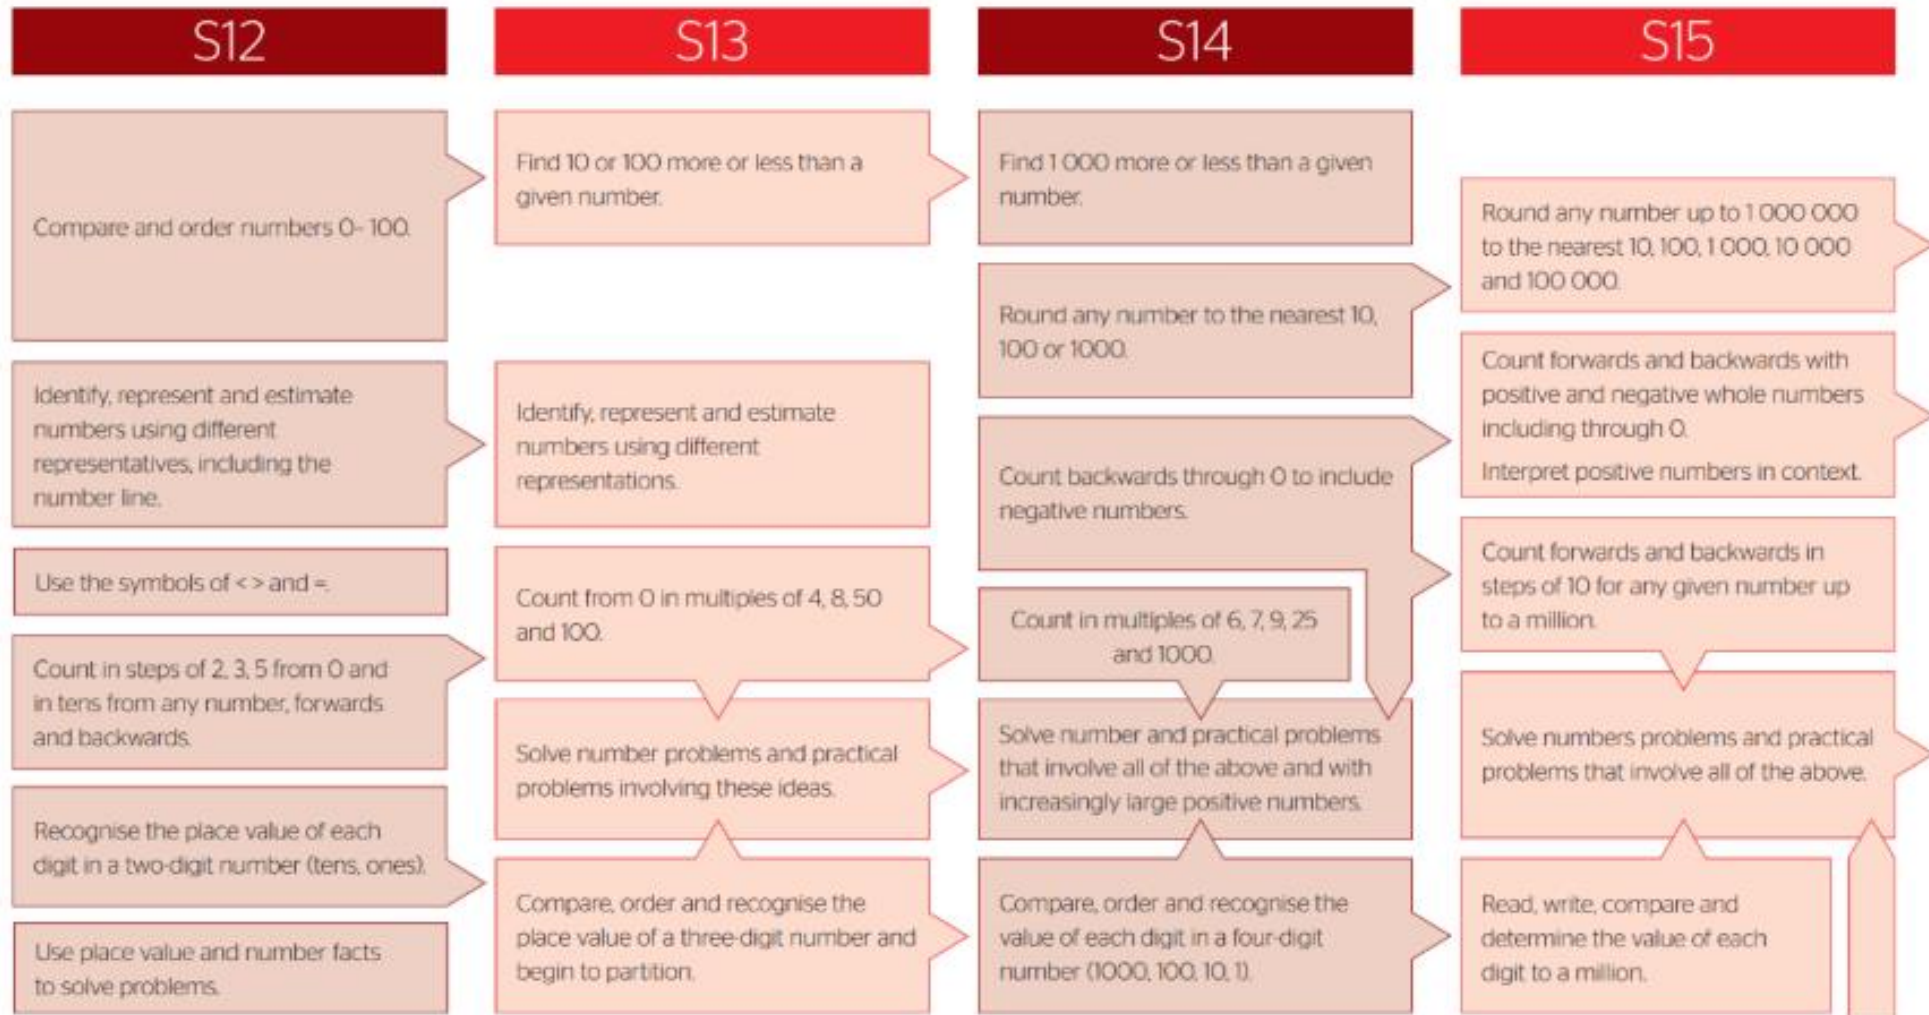 S12
Compare and order numbers 0- 100.
Identify, represent and estimate
numbers using different
representatives, including the
number line.
Use the symbols of < > and =.
Count in steps of 2, 3, 5 from 0 and
in tens from any number, forwards
and backwards.
Recognise the place value of each
digit in a two-digit number (tens, ones).
Use place value and number facts
to solve problems.
S13
Find 10 or 100 more or less than a
given number.
Identify, represent and estimate
numbers using different
representations.
Count from 0 in multiples of 4, 8, 50
and 100.
Solve number problems and practical
problems involving these ideas.
Compare, order and recognise the
place value of a three-digit number and
begin to partition.
S14
Find 1 000 more or less than a given
number.
Round any number to the nearest 10,
100 or 1000.
Count backwards through 0 to include
negative numbers.
Count in multiples of 6, 7, 9, 25
and 1000.
Solve number and practical problems
that involve all of the above and with
increasingly large positive numbers.
Compare, order and recognise the
value of each digit in a four-digit
number (1000, 100, 10, 1).
S15
Round any number up to 1 000 000
to the nearest 10, 100, 1 000, 10 000
and 100 000.
Count forwards and backwards with
positive and negative whole numbers
including through 0.
Interpret positive numbers in context.
Count forwards and backwards in
steps of 10 for any given number up
to a million.
Solve numbers problems and practical
problems that involve all of the above.
Read, write, compare and
determine the value of each
digit to a million.